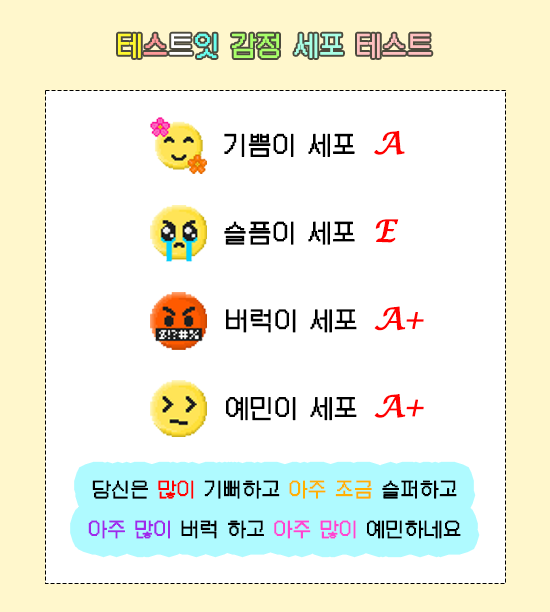 테스트잇 감정 세포 테스트
기쁨이 세포 A
슬픔이 세포 E
버럭이 세포 A+
@!?#%
예민이 세포 A+
당신은 많이 기뻐하고 아주 조금 슬퍼하고
아주 많이 버럭 하고 아주 많이 예민하네요